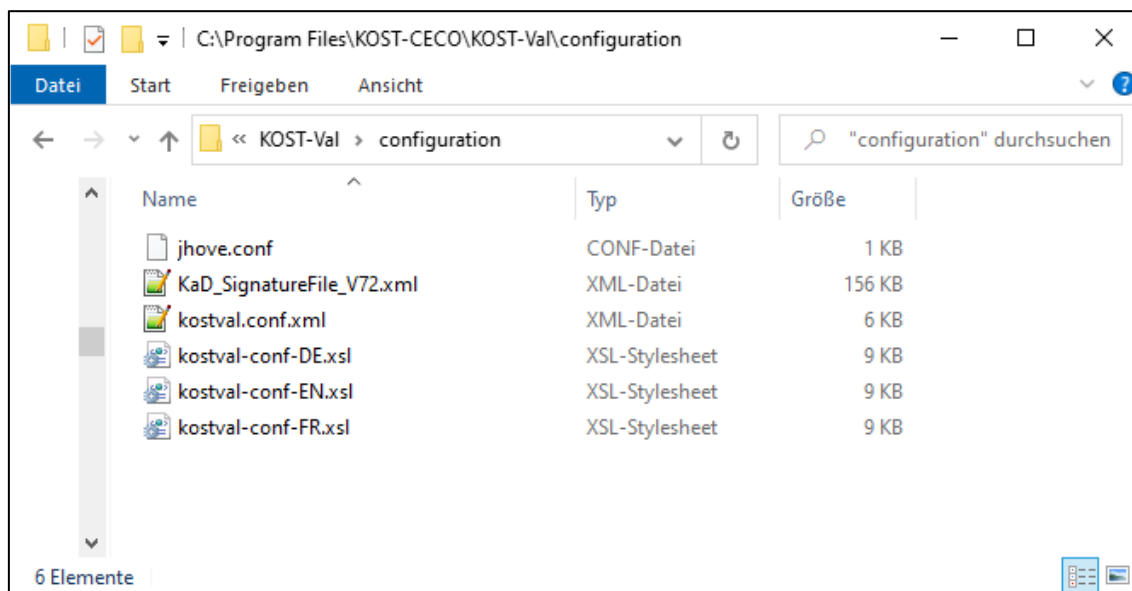 C:\Program Files\KOST-CECO\KOST-Val\configuration
Datei Start Freigeben Ansicht ?
« KOST-Val > configuration "configuration" durchsuchen
Name Typ Größe
jhove.conf CONF-Datei 1 KB
KaD_SignatureFile_V72.xml XML-Datei 156 KB
kostval.conf.xml XML-Datei 6 KB
kostval-conf-DE.xsl XSL-Stylesheet 9 KB
kostval-conf-EN.xsl XSL-Stylesheet 9 KB
kostval-conf-FR.xsl XSL-Stylesheet 9 KB
6 Elemente